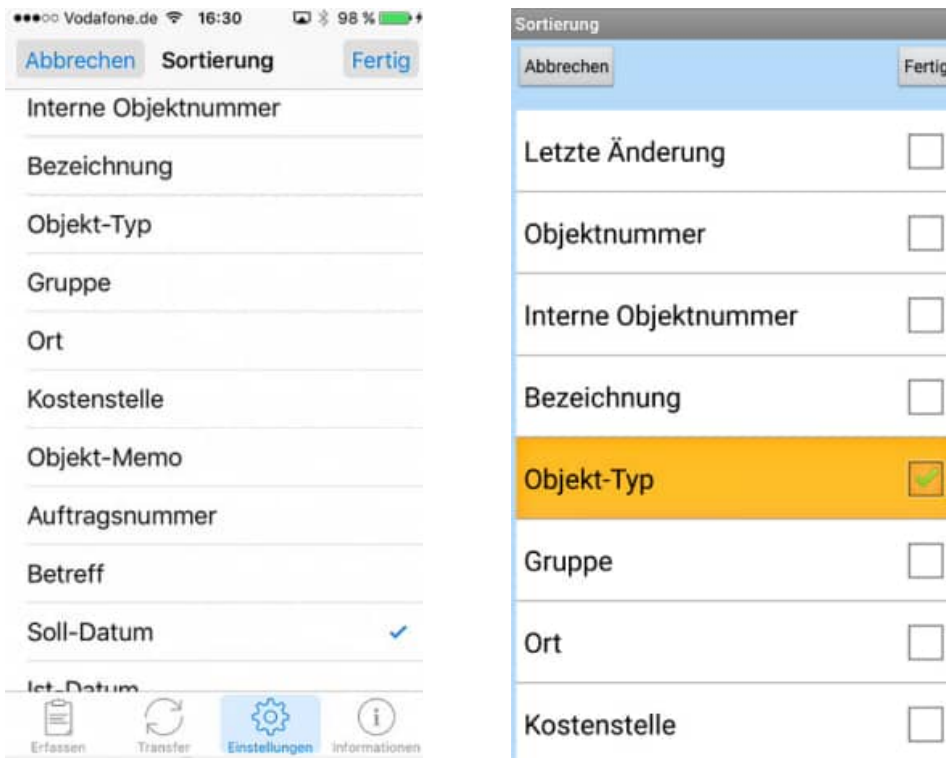 Vodafone.de 16:30 98 %
Abbrechen Sortierung Fertig
Interne Objektnummer
Bezeichnung
Objekt-Typ
Gruppe
Ort
Kostenstelle
Objekt-Memo
Auftragsnummer
Betreff
Soll-Datum
Ist-Datum
Erfassen Transfer Einstellungen Informationen
Sortierung
Abbrechen Fertig
Letzte Änderung
Objektnummer
Interne Objektnummer
Bezeichnung
Objekt-Typ
Gruppe
Ort
Kostenstelle